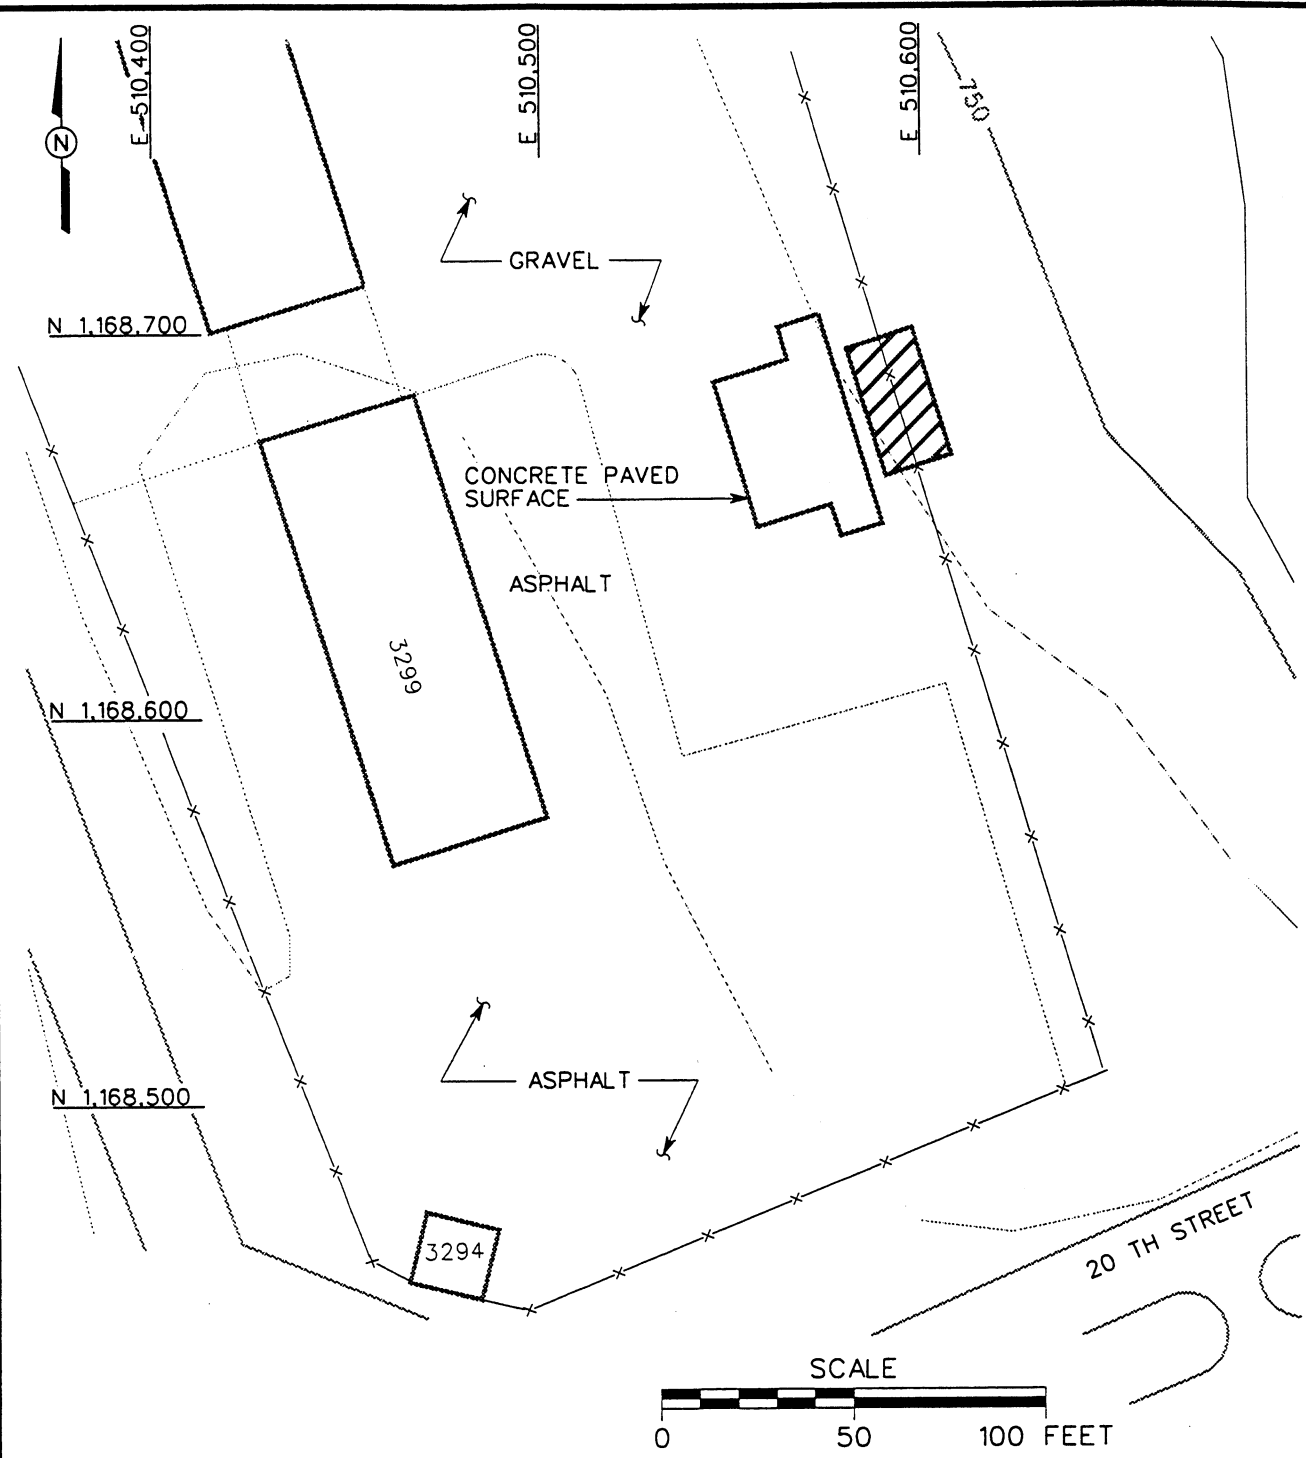 E 510,400
E 510,500
E 510,600
750
N
GRAVEL
N 1,168,700
CONCRETE PAVED
SURFACE
ASPHALT
3299
N 1,168,600
ASPHALT
N 1,168,500
3294
20 TH STREET
SCALE
0 50 100 FEET